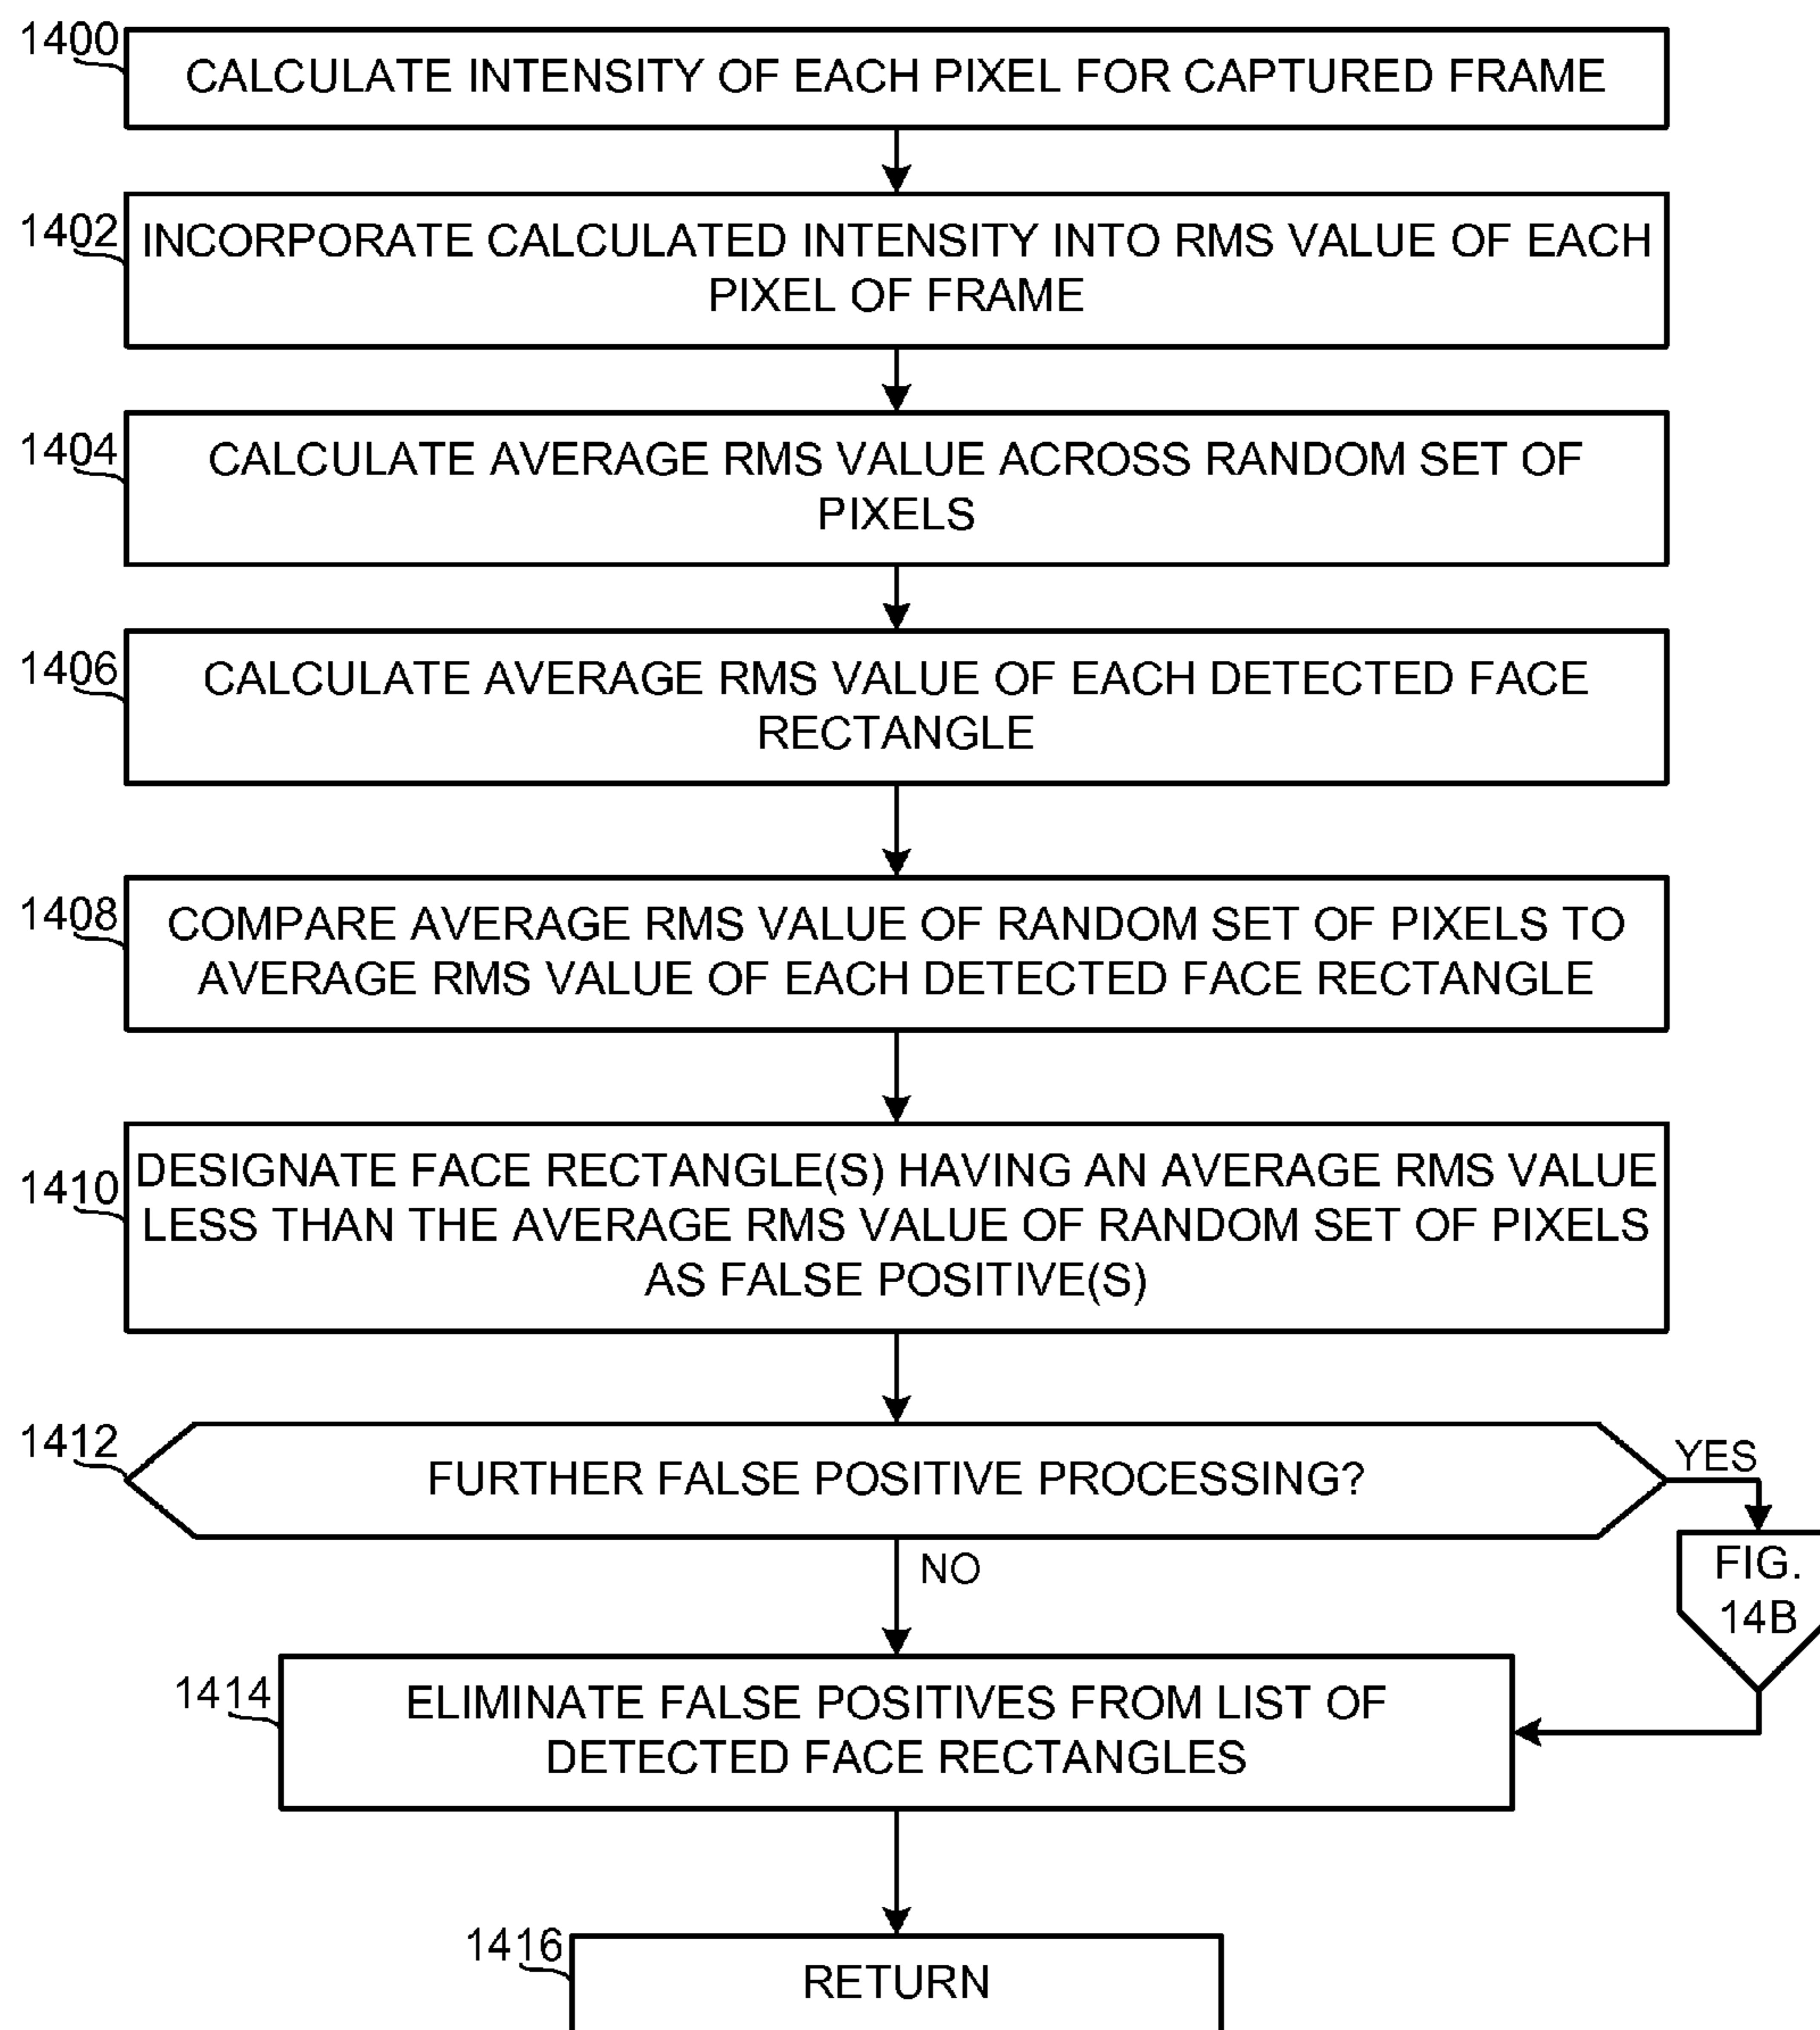 1400
CALCULATE INTENSITY OF EACH PIXEL FOR CAPTURED FRAME
1402
INCORPORATE CALCULATED INTENSITY INTO RMS VALUE OF EACH
PIXEL OF FRAME
1404
CALCULATE AVERAGE RMS VALUE ACROSS RANDOM SET OF
PIXELS
1406
CALCULATE AVERAGE RMS VALUE OF EACH DETECTED FACE
RECTANGLE
1408
COMPARE AVERAGE RMS VALUE OF RANDOM SET OF PIXELS TO
AVERAGE RMS VALUE OF EACH DETECTED FACE RECTANGLE
1410
DESIGNATE FACE RECTANGLE(S) HAVING AN AVERAGE RMS VALUE
LESS THAN THE AVERAGE RMS VALUE OF RANDOM SET OF PIXELS
AS FALSE POSITIVE(S)
1412
FURTHER FALSE POSITIVE PROCESSING?
YES
FIG.
14B
NO
1414
ELIMINATE FALSE POSITIVES FROM LIST OF
DETECTED FACE RECTANGLES
1416
RETURN